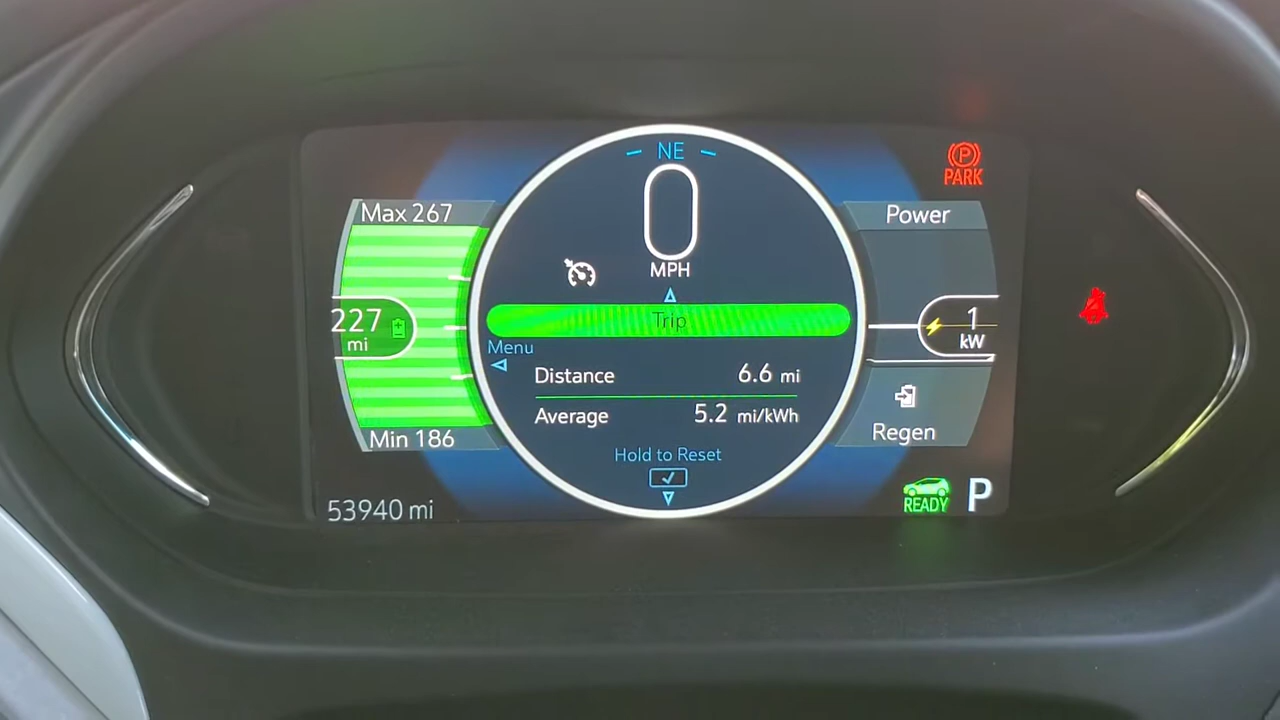 NE
0
MPH
PARK
Max 267
Power
227
mi
Trip
1
kW
Menu
Distance 6.6 mi
Average 5.2 mi/kWh
Min 186
Regen
Hold to Reset
53940 mi
READY
P